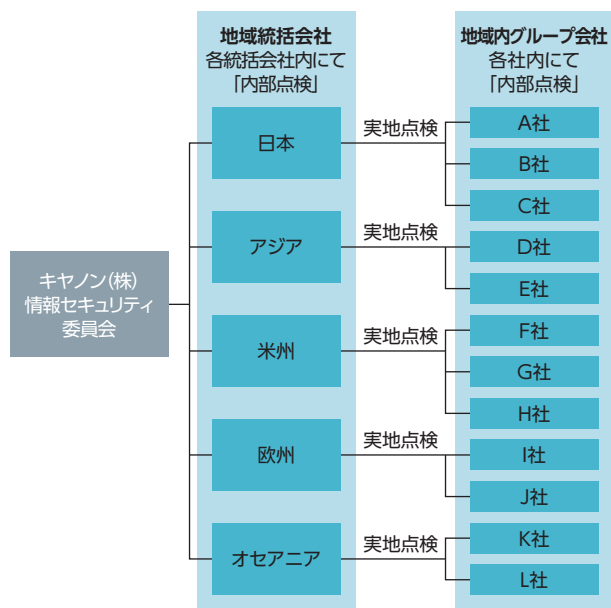 地域統括会社
各統括会社内にて
「内部点検」
地域内グループ会社
各社内にて
「内部点検」
キヤノン(株)
情報セキュリティ
委員会
日本
実地点検
A社
B社
C社
アジア
実地点検
D社
E社
米州
実地点検
F社
G社
H社
欧州
実地点検
I社
J社
オセアニア
実地点検
K社
L社